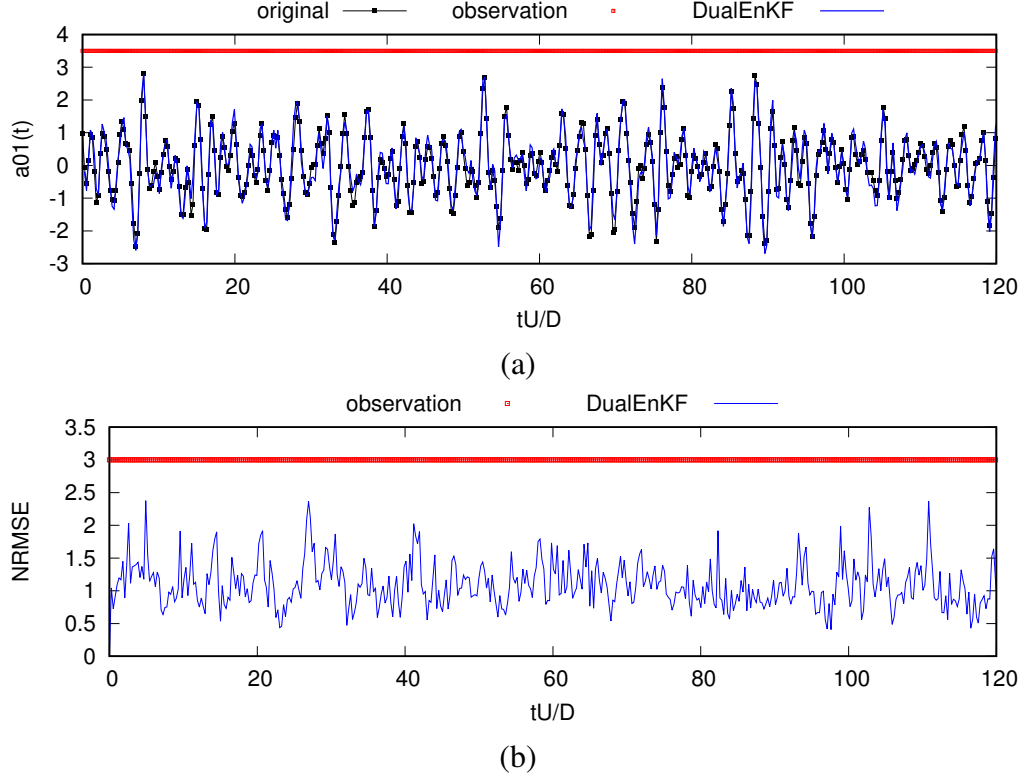 original observation DualEnKF
4
3
2
1
0
-1
-2
-3
a01(t)
0 20 40 60 80 100 120
tU/D
(a)
observation DualEnKF
3.5
3
2.5
2
1.5
1
0.5
0
NRMSE
0 20 40 60 80 100 120
tU/D
(b)